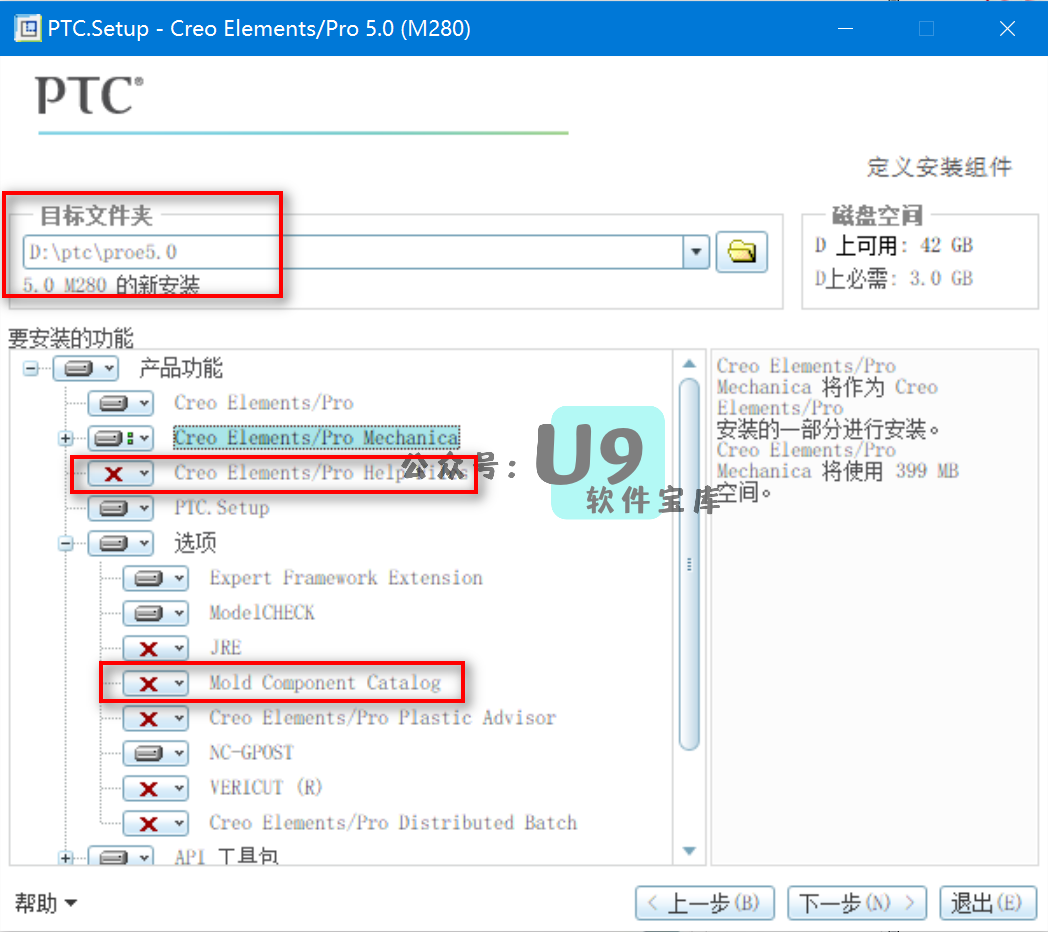 PTC.Setup - Creo Elements/Pro 5.0 (M280)
PTC®
定义安装组件
目标文件夹
D:\ptc\proe5.0
5.0 M280 的新安装
磁盘空间
D 上可用: 42 GB
D上必需: 3.0 GB
要安装的功能
产品功能
Creo Elements/Pro
Creo Elements/Pro Mechanica
Creo Elements/Pro Help
PTC.Setup
选项
Expert Framework Extension
ModelCHECK
JRE
Mold Component Catalog
Creo Elements/Pro Plastic Advisor
NC-GPOST
VERICUT (R)
Creo Elements/Pro Distributed Batch
API 工具包
Creo Elements/Pro
Mechanica 将作为 Creo
Elements/Pro
安装的一部分进行安装。
Creo Elements/Pro
Mechanica 将使用 399 MB
空间。
公众号：U9
软件宝库
帮助
< 上一步(B)
下一步(N) >
退出(E)